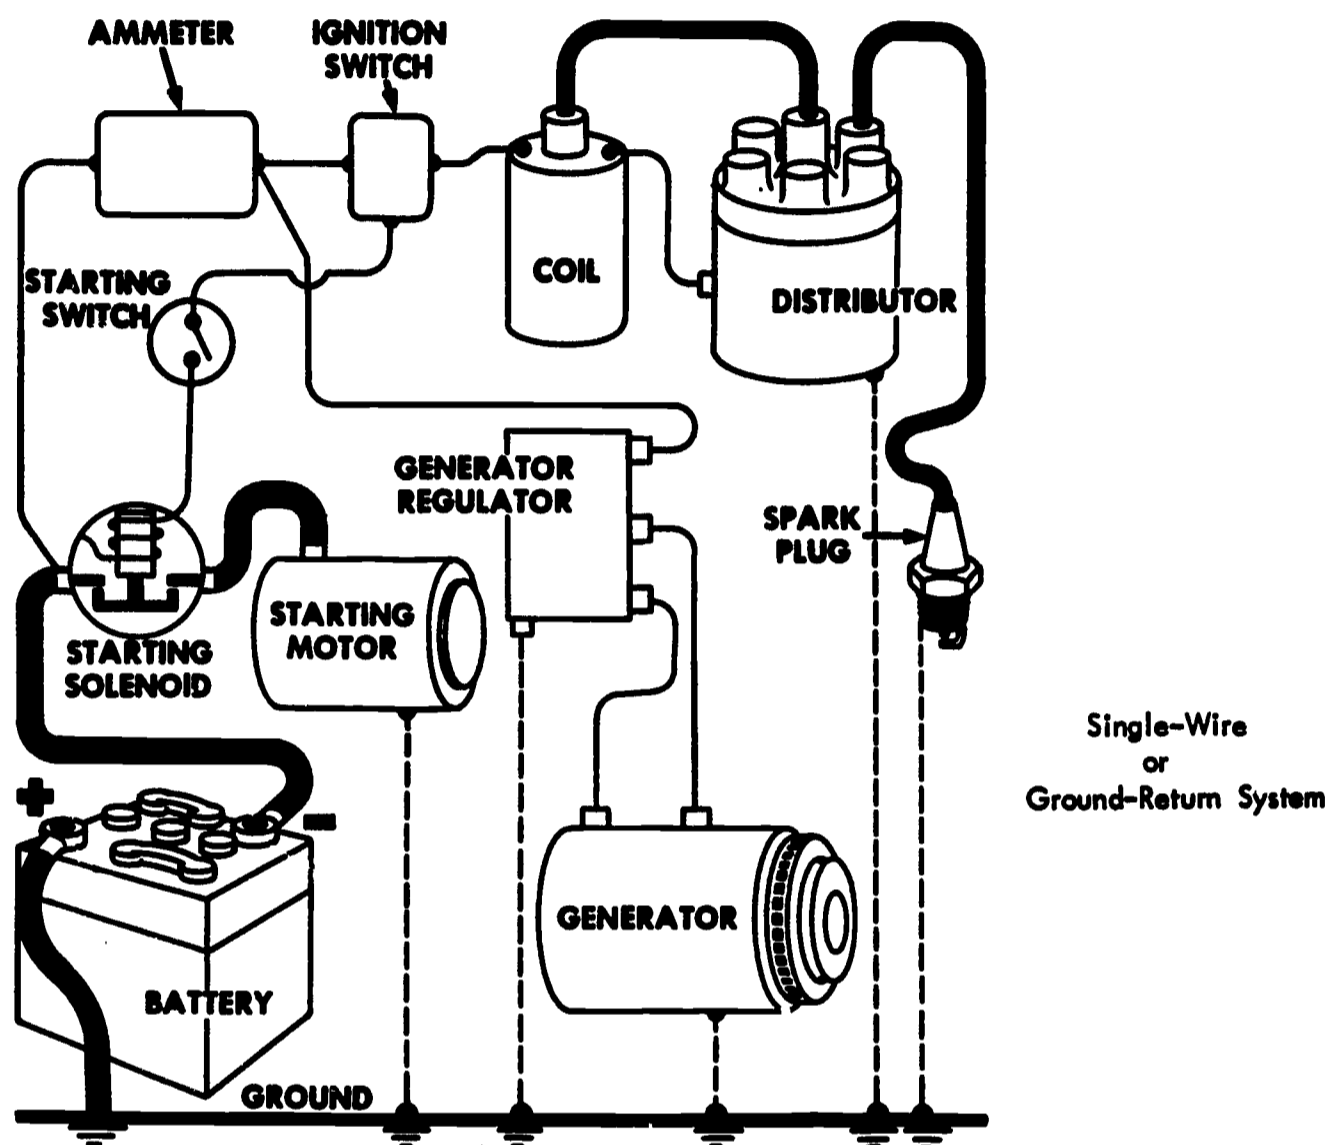 AMMETER
IGNITION
SWITCH
STARTING
SWITCH
COIL
DISTRIBUTOR
GENERATOR
REGULATOR
SPARK
PLUG
STARTING
MOTOR
STARTING
SOLENOID
Single-Wire
or
Ground-Return System
+
-
GENERATOR
BATTERY
GROUND